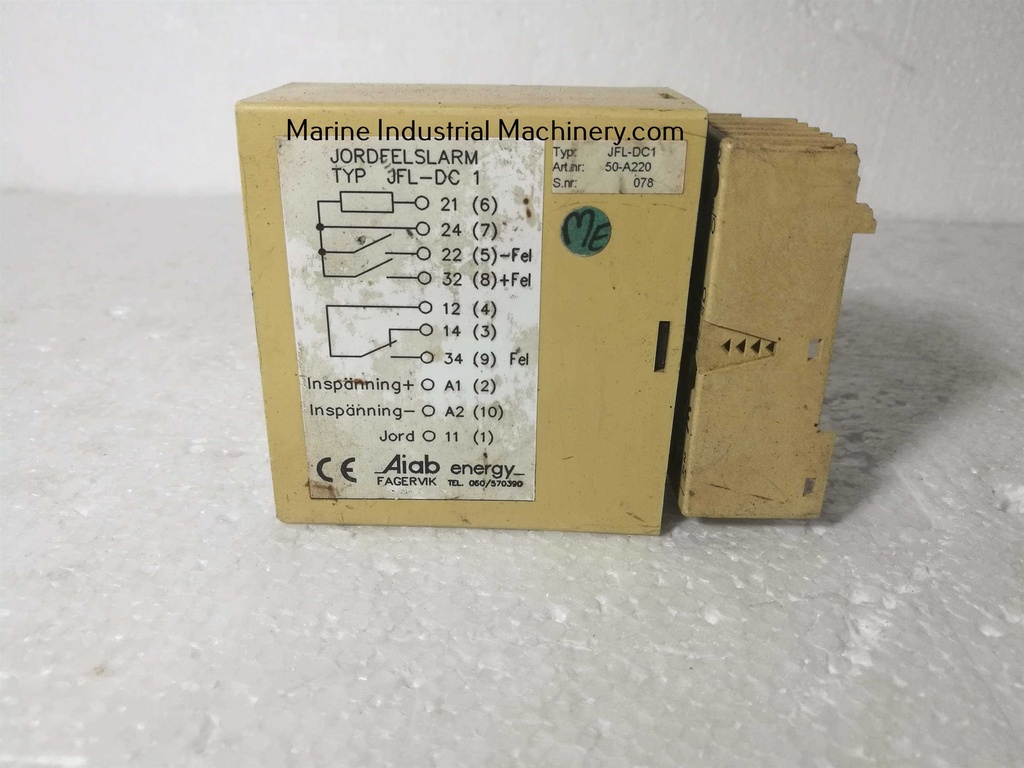 Marine Industrial Machinery.com
JORDFELSLARM
TYP JFL-DC 1
21 (6)
24 (7)
22 (5)-Fel
32 (8)+Fel
12 (4)
14 (3)
34 (9) Fel
Inspänning+ A1 (2)
Inspänning- A2 (10)
Jord 11 (1)
CE Aiab energy
FAGERVIK TEL. 060/570390
Typ: JFL-DC1
Art.nr: 50-A220
S.nr: 078
ME